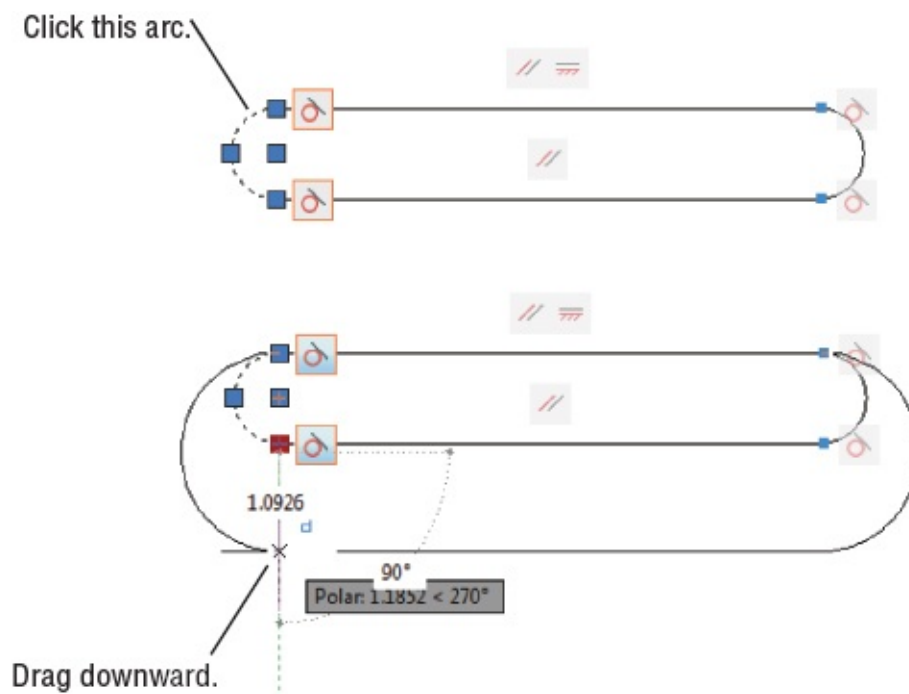 Click this arc.
1.0926
90°
Polar: 1.1852 < 270°
Drag downward.